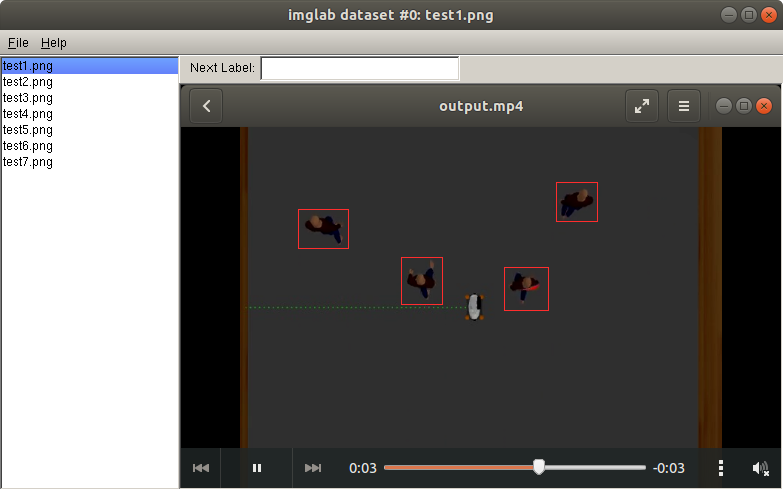 imglab dataset #0: test1.png
File Help
test1.png
test2.png
test3.png
test4.png
test5.png
test6.png
test7.png
Next Label:
output.mp4
0:03
-0:03